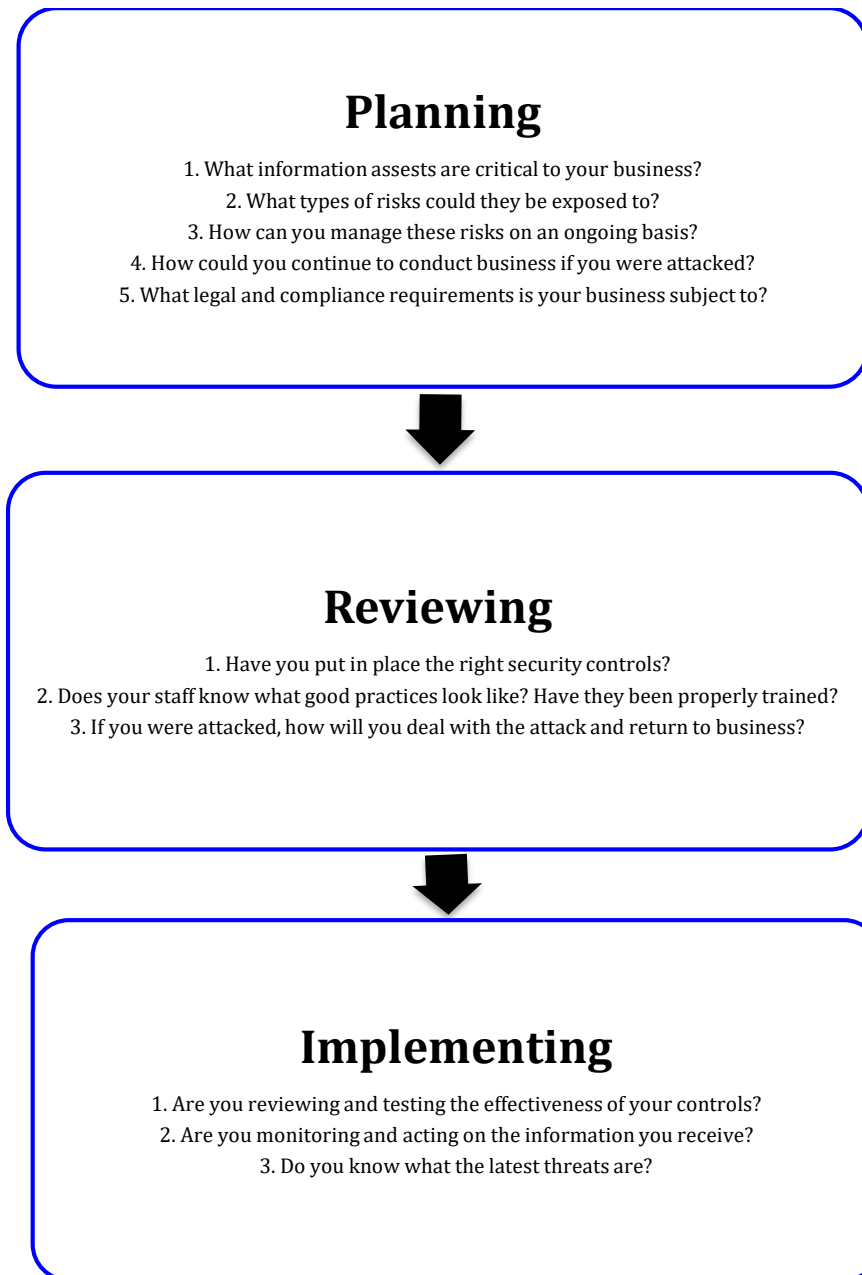 Planning
1. What information assests are critical to your business?
2. What types of risks could they be exposed to?
3. How can you manage these risks on an ongoing basis?
4. How could you continue to conduct business if you were attacked?
5. What legal and compliance requirements is your business subject to?
Reviewing
1. Have you put in place the right security controls?
2. Does your staff know what good practices look like? Have they been properly trained?
3. If you were attacked, how will you deal with the attack and return to business?
Implementing
1. Are you reviewing and testing the effectiveness of your controls?
2. Are you monitoring and acting on the information you receive?
3. Do you know what the latest threats are?